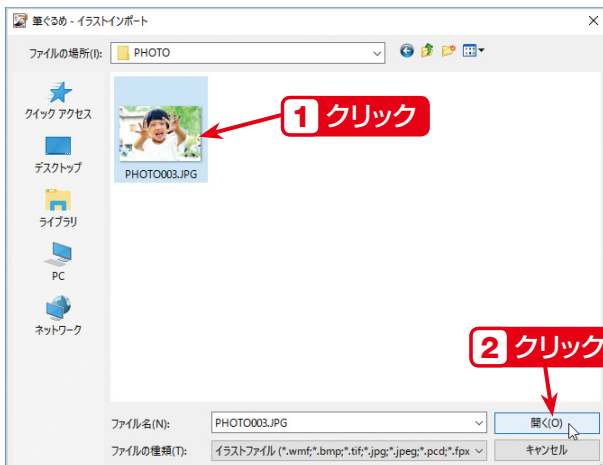 筆ぐるめ - イラストインポート
ファイルの場所(I): PHOTO
クイック アクセス
デスクトップ
ライブラリ
PC
ネットワーク
PHOTO003.JPG
1 クリック
2 クリック
ファイル名(N): PHOTO003.JPG 開く(O)
ファイルの種類(T): イラストファイル (*.wmf;*.bmp;*.tif;*.jpg;*.jpeg;*.pcd;*.fpx キャンセル